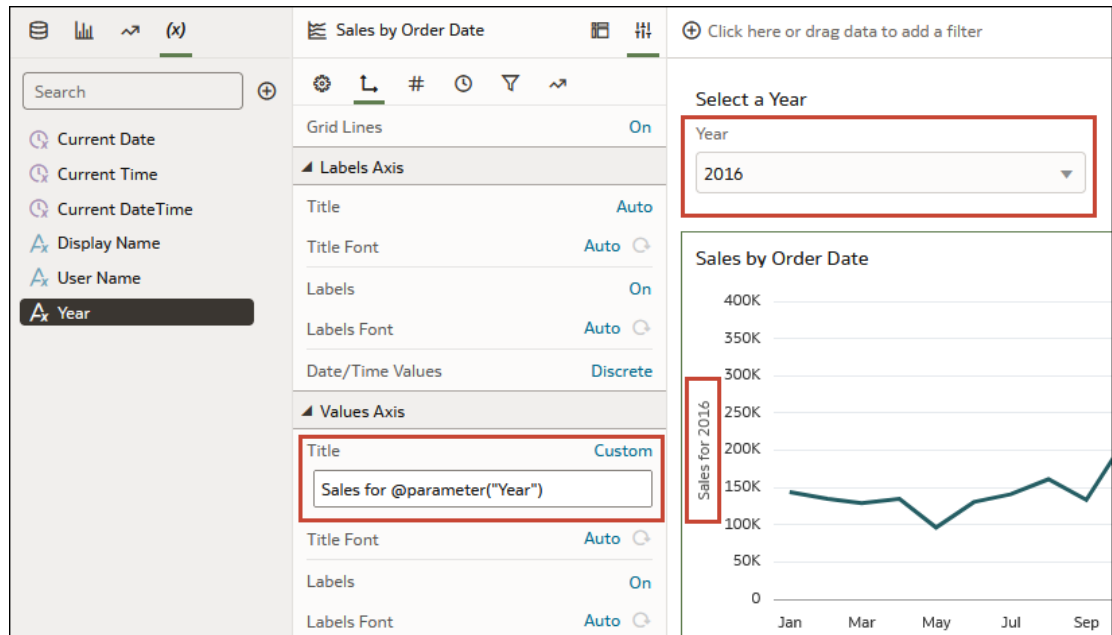 (x)
Search
Current Date
Current Time
Current DateTime
Display Name
User Name
Year
Sales by Order Date
#
Grid Lines On
Labels Axis
Title Auto
Title Font Auto
Labels On
Labels Font Auto
Date/Time Values Discrete
Values Axis
Title Custom
Sales for @parameter("Year")
Title Font Auto
Labels On
Labels Font Auto
Click here or drag data to add a filter
Select a Year
Year
2016
Sales by Order Date
Sales for 2016
400K
350K
300K
250K
200K
150K
100K
50K
0
Jan Mar May Jul Sep